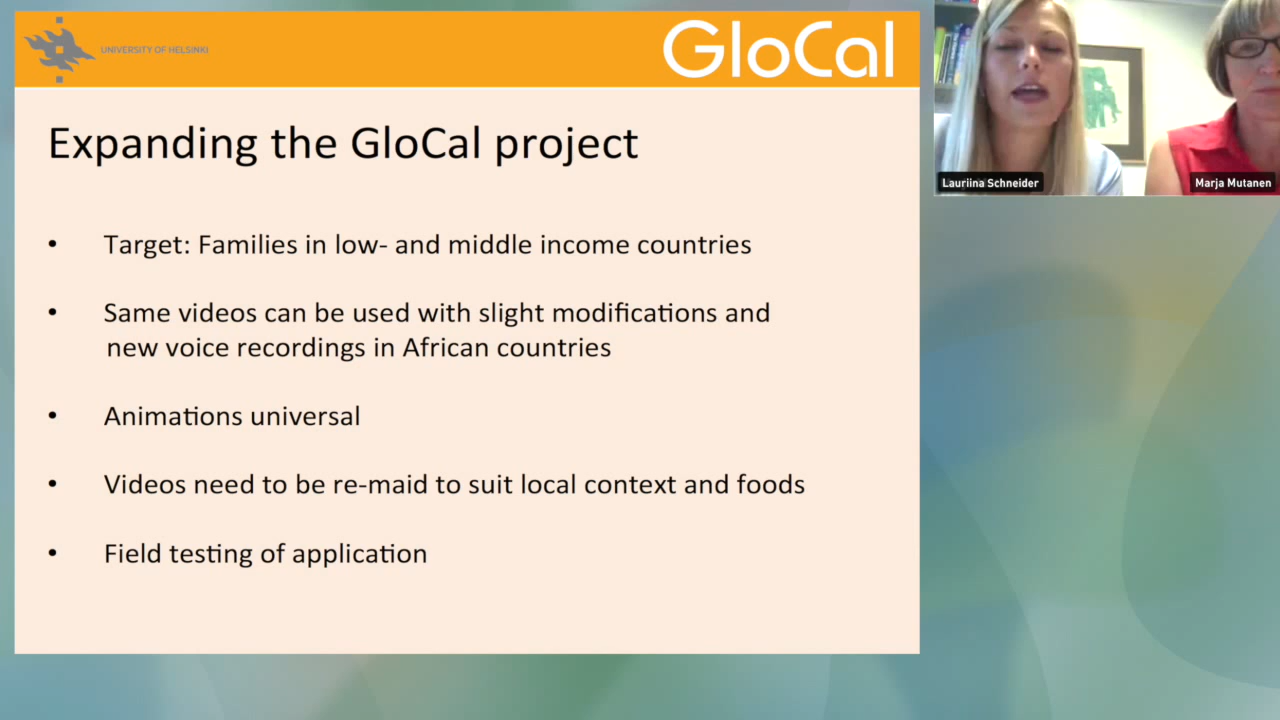 UNIVERSITY OF HELSINKI
GloCal
Expanding the GloCal project
• Target: Families in low- and middle income countries
• Same videos can be used with slight modifications and
new voice recordings in African countries
• Animations universal
• Videos need to be re-maid to suit local context and foods
• Field testing of application
Lauriina Schneider
Marja Mutanen